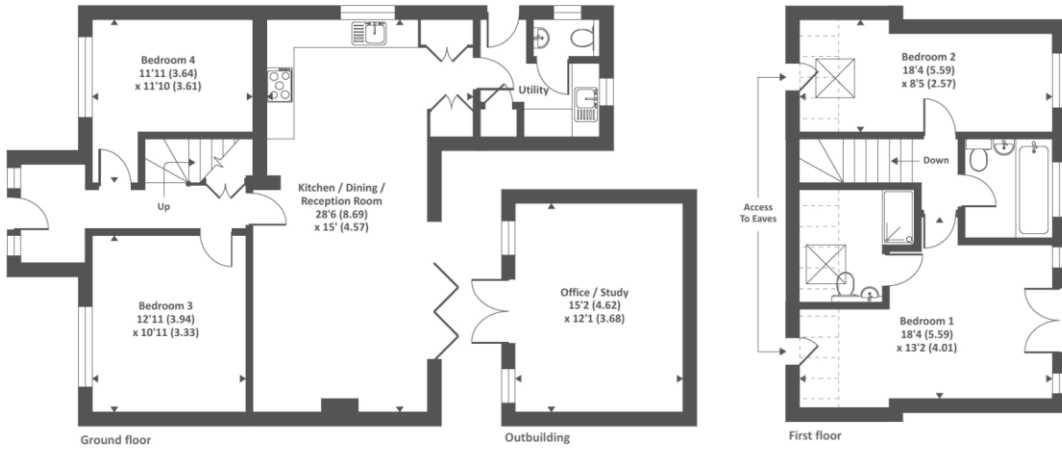 Bedroom 4
11'11 (3.64)
x 11'10 (3.61)
Utility
Up
Kitchen / Dining /
Reception Room
28'6 (8.69)
x 15' (4.57)
Bedroom 3
12'11 (3.94)
x 10'11 (3.33)
Ground floor
Office / Study
15'2 (4.62)
x 12'1 (3.68)
Outbuilding
Bedroom 2
18'4 (5.59)
x 8'5 (2.57)
Down
Access
To Eaves
Bedroom 1
18'4 (5.59)
x 13'2 (4.01)
First floor